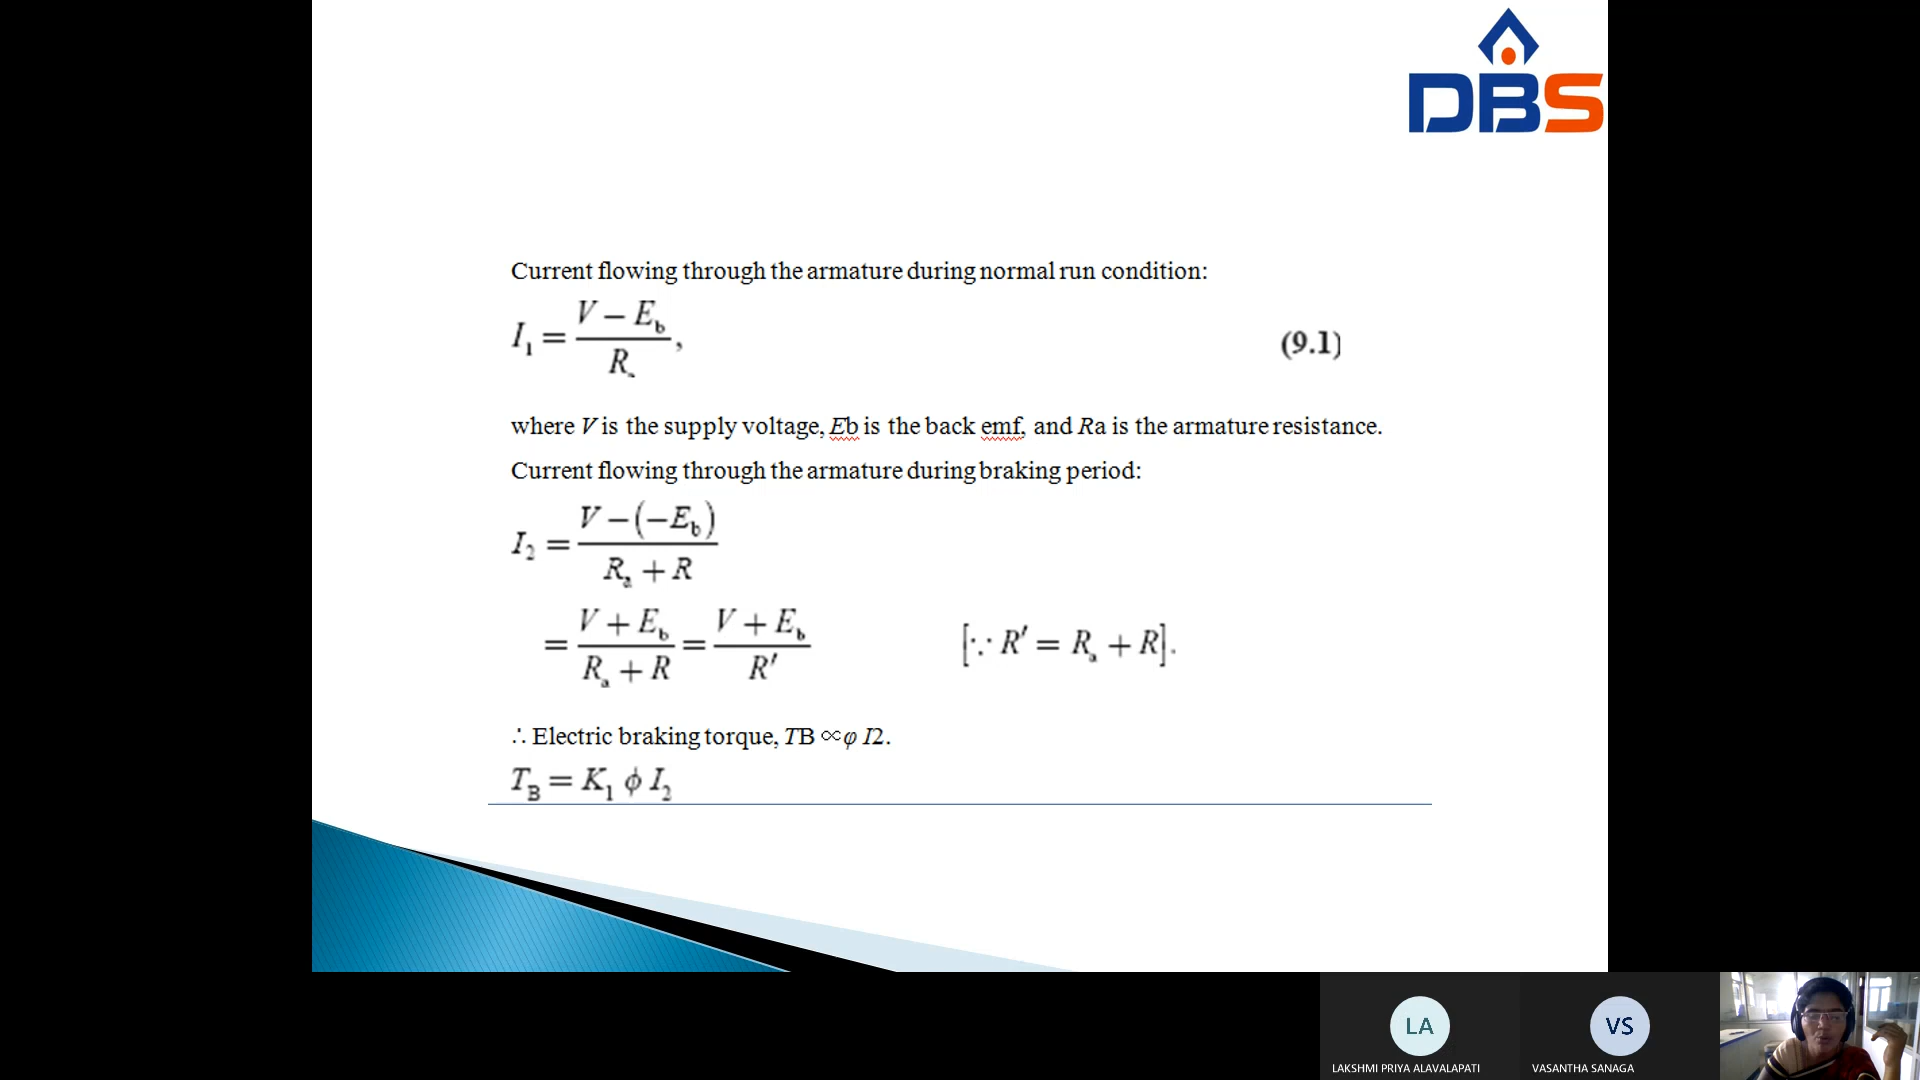 DBS
Current flowing through the armature during normal run condition:
I₁ = (V − E_b)/R_a, (9.1)
where V is the supply voltage, Eb is the back emf, and Ra is the armature resistance.
Current flowing through the armature during braking period:
I₂ = (V − (−E_b))/(R_a + R)
= (V + E_b)/(R_a + R) = (V + E_b)/R′ [∵ R′ = R_a + R].
∴ Electric braking torque, TB ∝φ I2.
T_B = K₁ ϕ I₂
LA
VS
LAKSHMI PRIYA ALAVALAPATI
VASANTHA SANAGA